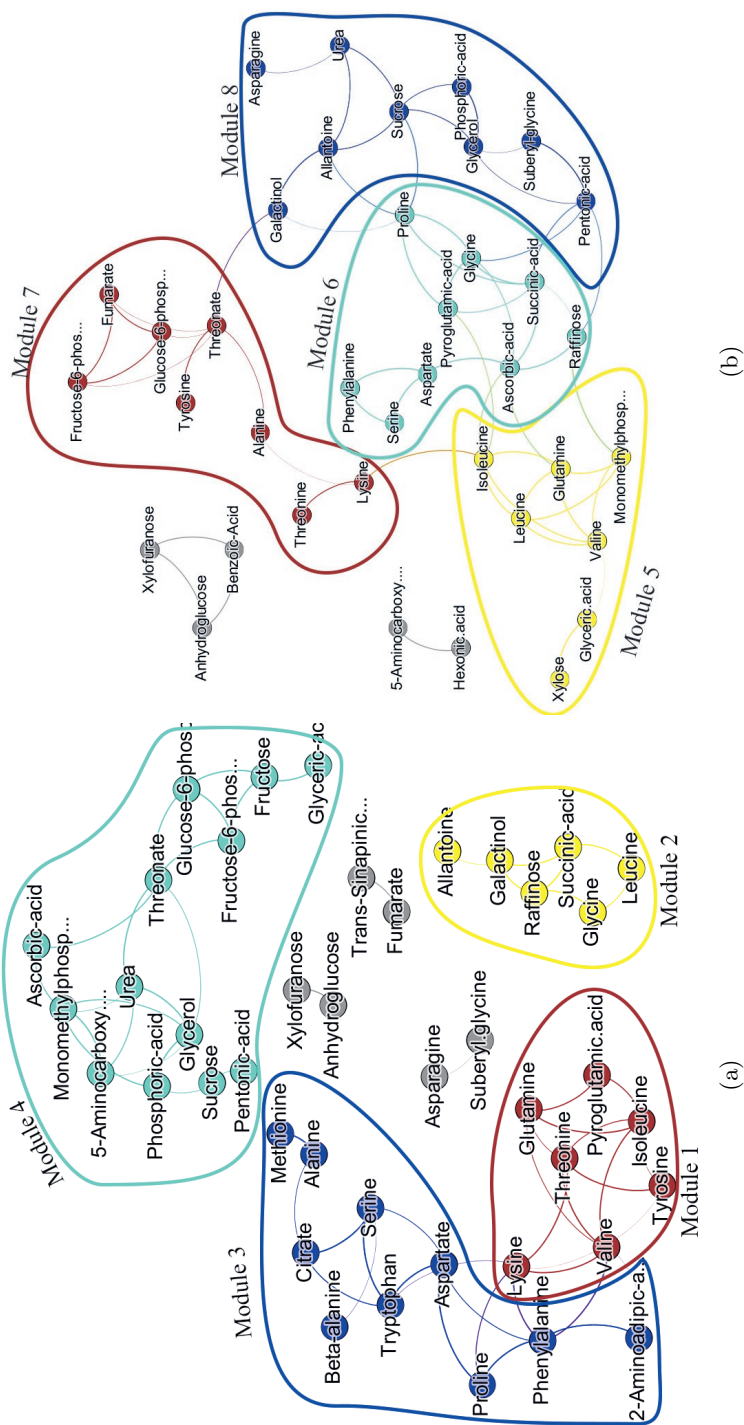 Module 4
Ascorbic-acid
Monomethylphosp...
5-Aminocarboxy....
Urea
Threonate
Glucose-6-phos
Phosphoric-acid
Glycerol
Fructose-6-phos...
Fructose
Sucrose
Pentonic-acid
Glyceric-ac
Module 3
Methionine
Alanine
Citrate
Serine
Beta-alanine
Tryptophan
Aspartate
Proline
Phenylalanine
2-Aminoadipic-a..
Xylofuranose
Anhydroglucose
Trans-Sinapinic...
Fumarate
Asparagine
Suberyl.glycine
Glutamine
Threonine
Pyroglutamic.acid
Lysine
Isoleucine
Valine
Tyrosine
Module 1
Allantoine
Galactinol
Raffinose
Succinic-acid
Glycine
Leucine
Module 2
(a)
Module 8
Asparagine
Urea
Allantoine
Sucrose
Galactinol
Phosphoric-acid
Glycerol
Suberyl-glycine
Pentonic-acid
Module 7
Fructose-6-phos...
Fumarate
Glucose-6-phosp...
Tyrosine
Threonate
Alanine
Threonine
Lysine
Module 6
Proline
Phenylalanine
Serine
Aspartate
Pyroglutamic-acid
Glycine
Ascorbic-acid
Succinic-acid
Raffinose
Xylofuranose
Anhydroglucose
Benzoic-Acid
5-Aminocarboxy....
Hexonic.acid
Isoleucine
Leucine
Glutamine
Valine
Monomethylphosp...
Xylose
Glyceric.acid
Module 5
(b)